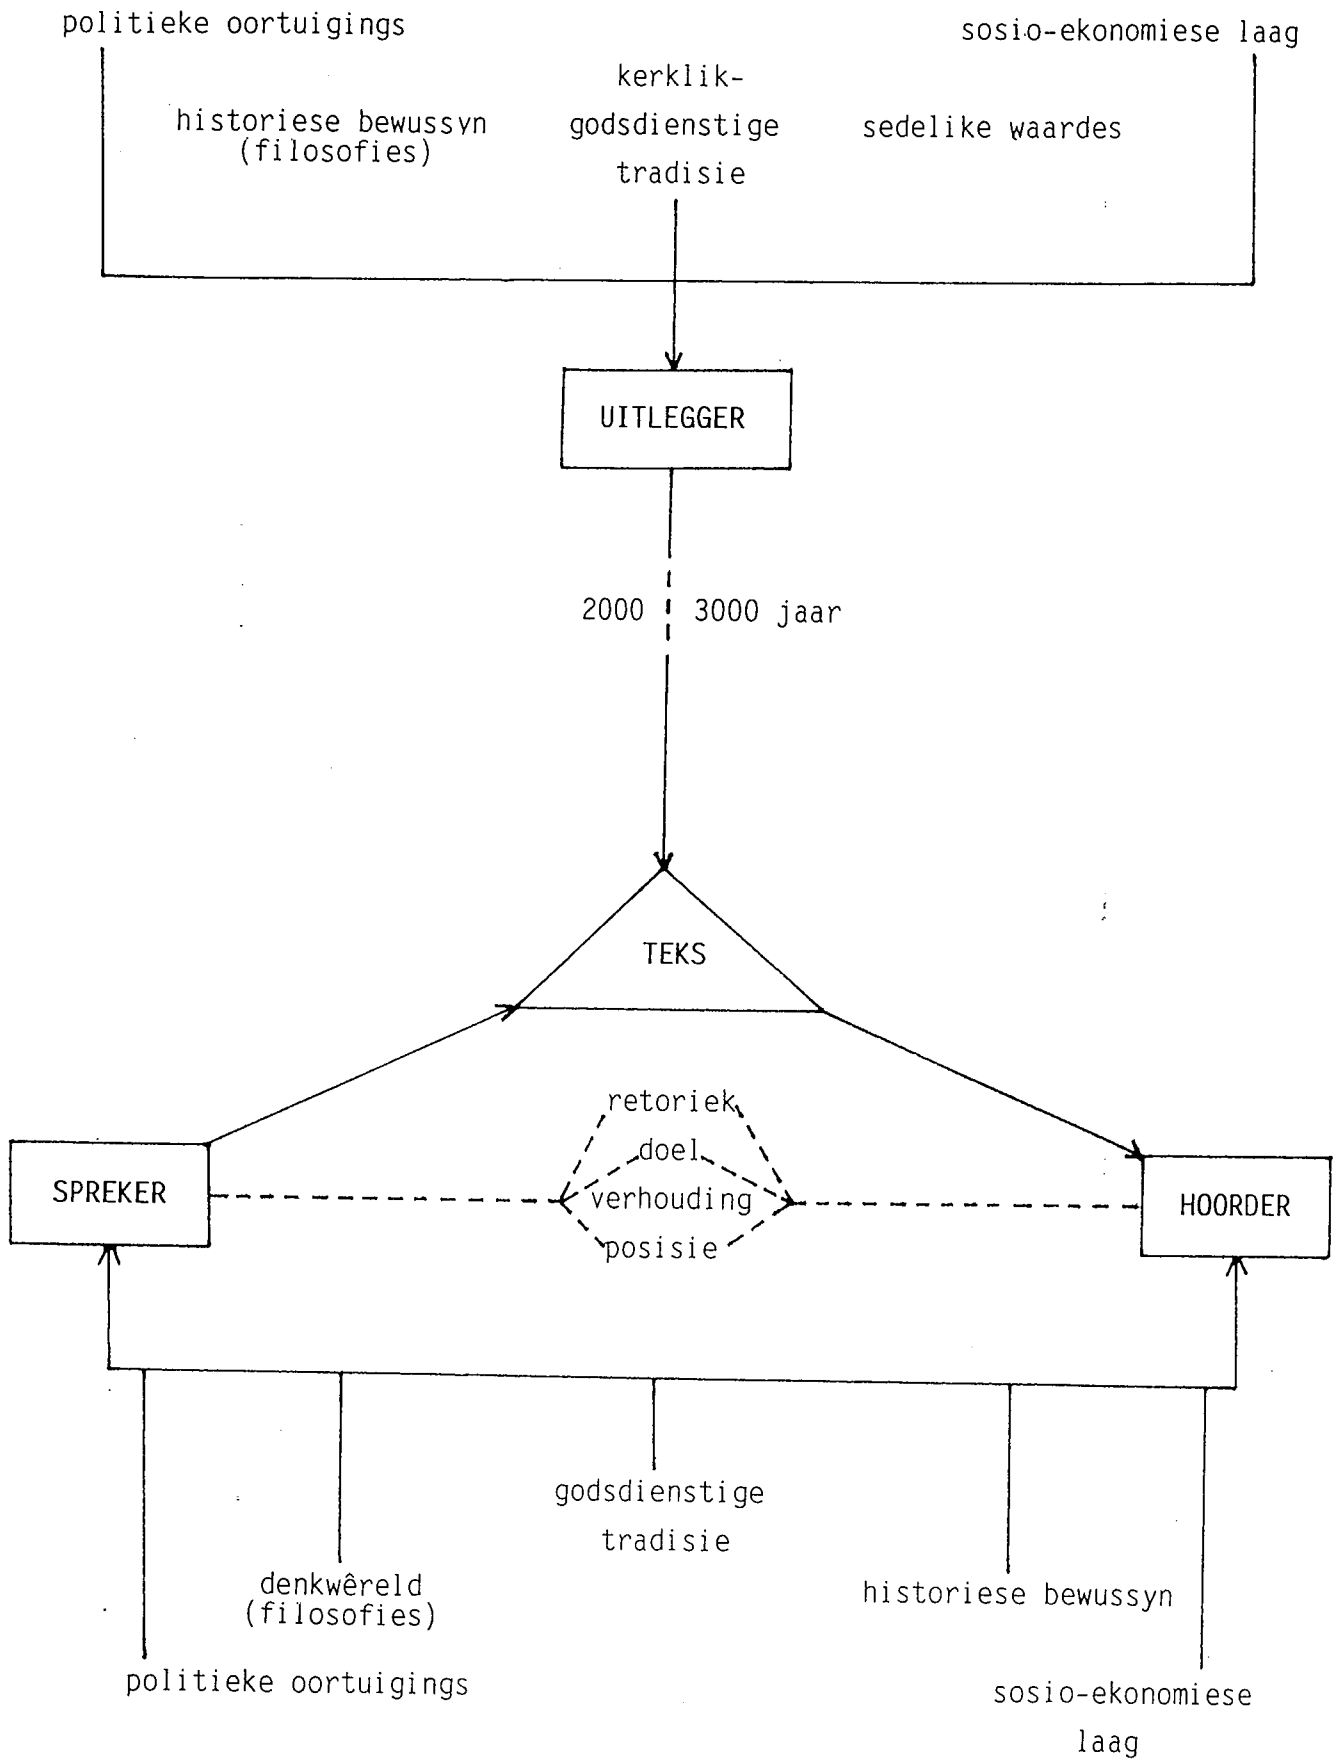 politieke oortuigings
sosio-ekonomiese laag
kerklik-
historiese bewussyn
godsdienstige
sedelike waardes
(filosofies)
tradisie
UITLEGGER
2000
3000 jaar
TEKS
retoriek
doel
SPREKER
verhouding
HOORDER
posisie
godsdienstige
tradisie
denkwêreld
(filosofies)
historiese bewussyn
politieke oortuigings
sosio-ekonomiese
laag